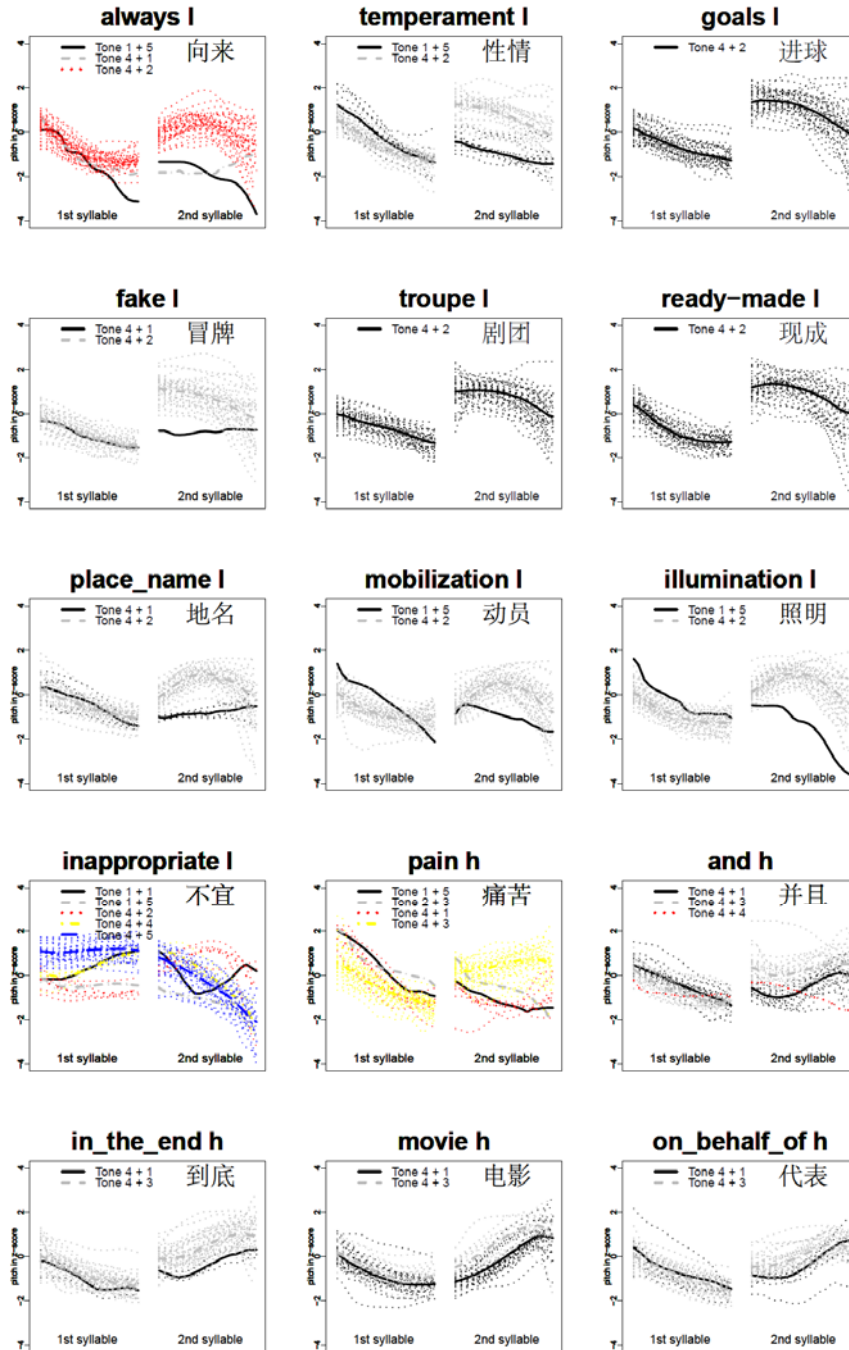 always l
Tone 1 + 5
Tone 4 + 1
Tone 4 + 2
向来
pitch in z-score
2
0
-2
-4
1st syllable
2nd syllable
temperament l
Tone 1 + 5
Tone 4 + 2
性情
1st syllable
2nd syllable
goals l
Tone 4 + 2
进球
1st syllable
2nd syllable
fake l
Tone 4 + 1
Tone 4 + 2
冒牌
1st syllable
2nd syllable
troupe l
Tone 4 + 2
剧团
1st syllable
2nd syllable
ready-made l
Tone 4 + 2
现成
1st syllable
2nd syllable
place_name l
Tone 4 + 1
Tone 4 + 2
地名
1st syllable
2nd syllable
mobilization l
Tone 1 + 5
Tone 4 + 2
动员
1st syllable
2nd syllable
illumination l
Tone 1 + 5
Tone 4 + 2
照明
1st syllable
2nd syllable
inappropriate l
Tone 1 + 1
Tone 1 + 5
Tone 4 + 2
Tone 4 + 4
Tone 4 + 5
不宜
1st syllable
2nd syllable
pain h
Tone 1 + 5
Tone 2 + 3
Tone 4 + 1
Tone 4 + 3
痛苦
1st syllable
2nd syllable
and h
Tone 4 + 1
Tone 4 + 3
Tone 4 + 4
并且
1st syllable
2nd syllable
in_the_end h
Tone 4 + 1
Tone 4 + 3
到底
1st syllable
2nd syllable
movie h
Tone 4 + 1
Tone 4 + 3
电影
1st syllable
2nd syllable
on_behalf_of h
Tone 4 + 1
Tone 4 + 3
代表
1st syllable
2nd syllable